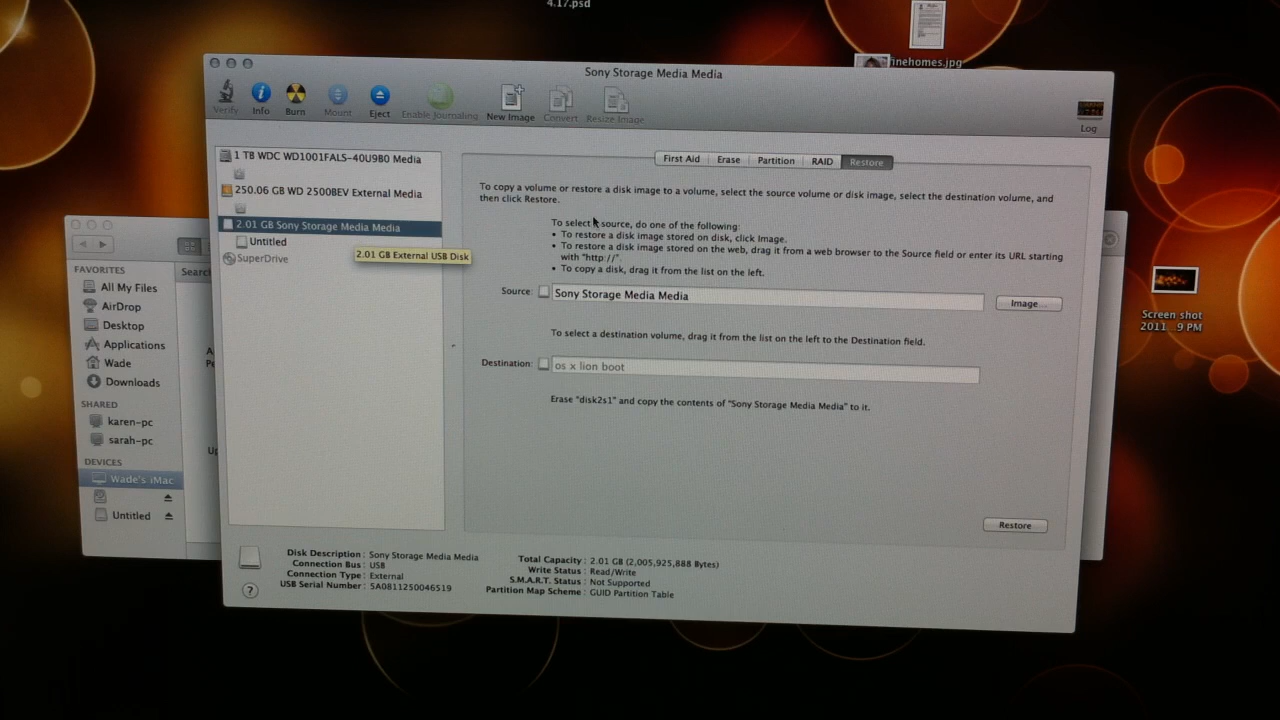 4.17.psd
finehomes.jpg
Sony Storage Media Media
Verify Info Burn Mount Eject Enable Journaling New Image Convert Resize Image Log
1 TB WDC WD1001FALS-40U9B0 Media
250.06 GB WD 2500BEV External Media
2.01 GB Sony Storage Media Media
Untitled
SuperDrive
2.01 GB External USB Disk
First Aid Erase Partition RAID Restore
To copy a volume or restore a disk image to a volume, select the source volume or disk image, select the destination volume, and
then click Restore.
To select a source, do one of the following:
• To restore a disk image stored on disk, click Image.
• To restore a disk image stored on the web, drag it from a web browser to the Source field or enter its URL starting
with "http://".
• To copy a disk, drag it from the list on the left.
Source: Sony Storage Media Media Image...
To select a destination volume, drag it from the list on the left to the Destination field.
Destination: os x lion boot
Erase "disk2s1" and copy the contents of "Sony Storage Media Media" to it.
Restore
Disk Description : Sony Storage Media Media
Connection Bus : USB
Connection Type : External
USB Serial Number : 5A0811250046519
Total Capacity : 2.01 GB (2,005,925,888 Bytes)
Write Status : Read/Write
S.M.A.R.T. Status : Not Supported
Partition Map Scheme : GUID Partition Table
?
FAVORITES
All My Files
AirDrop
Desktop
Applications
Wade
Downloads
SHARED
karen-pc
sarah-pc
DEVICES
Wade's iMac
Untitled
Searc
A
Pe
Up
Screen shot
2011 9 PM